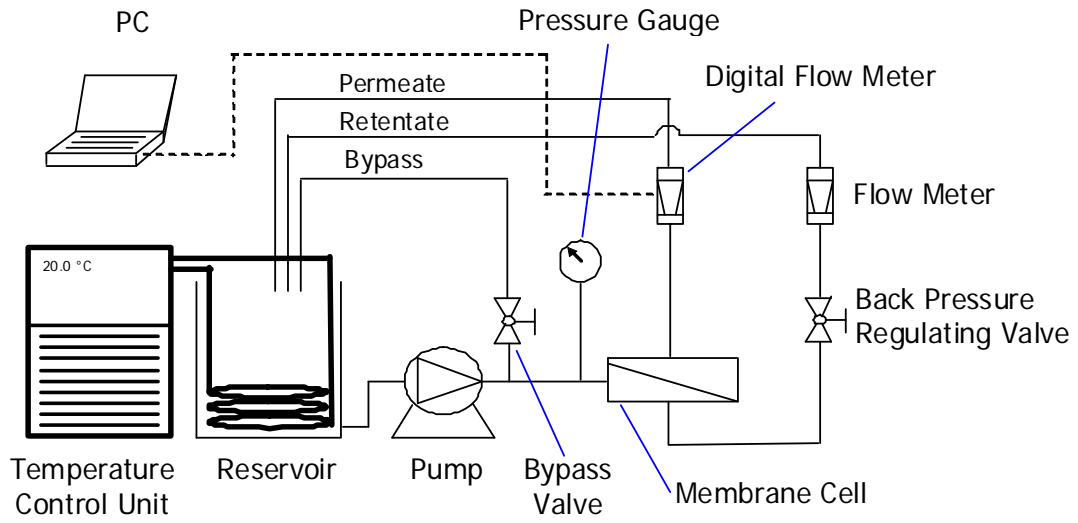 PC
Pressure Gauge
Digital Flow Meter
Permeate
Retentate
Bypass
Flow Meter
20.0 °C
Back Pressure
Regulating Valve
Temperature
Control Unit
Reservoir
Pump
Bypass
Valve
Membrane Cell